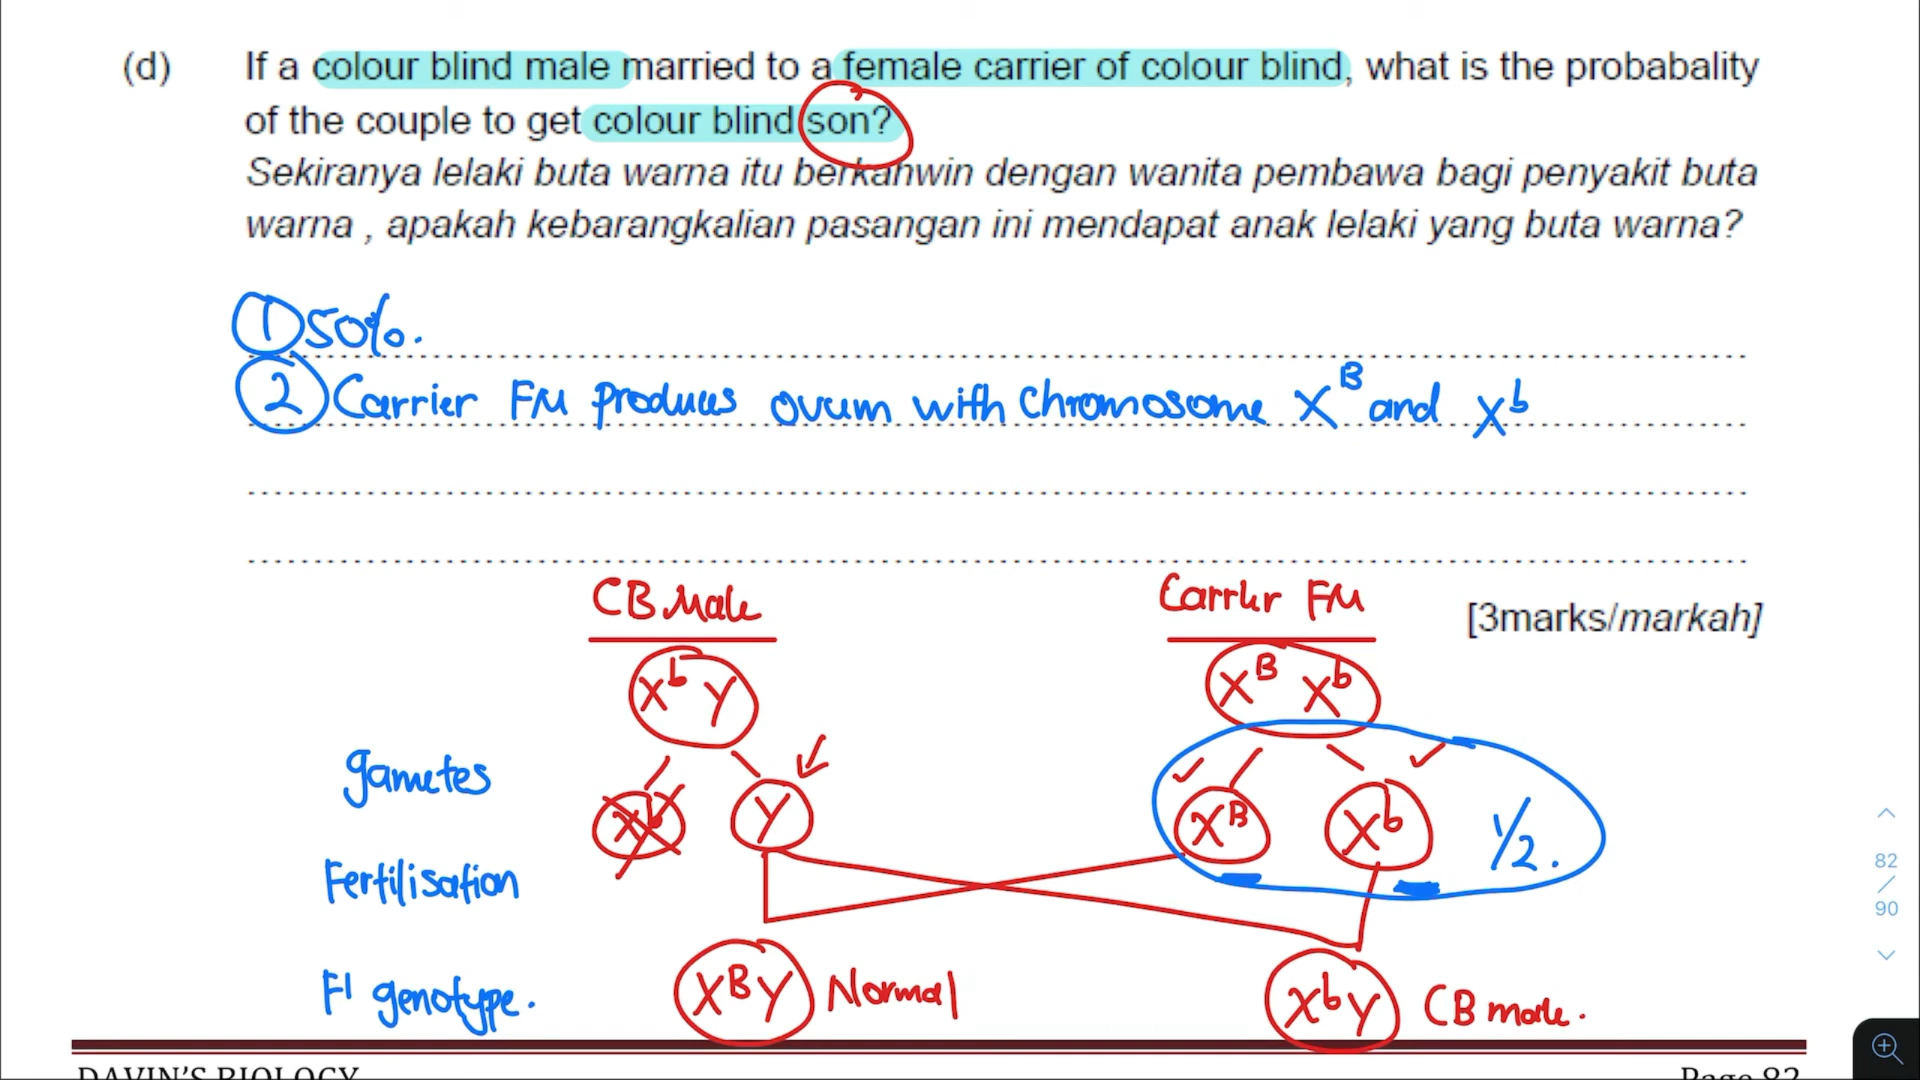 (d) If a colour blind male married to a female carrier of colour blind, what is the probabality
of the couple to get colour blind son?
Sekiranya lelaki buta warna itu berkahwin dengan wanita pembawa bagi penyakit buta
warna , apakah kebarangkalian pasangan ini mendapat anak lelaki yang buta warna?
① 50%.
② Carrier FM produces ovum with chromosome X^B and X^b
CB Male Carrier FM
[3marks/markah]
X^b Y X^B X^b
gametes
X^b Y X^B X^b 1/2.
Fertilisation
F1 genotype. X^B Y Normal X^b Y CB male.
82
/
90
DAVIN'S BIOLOGY Page 82